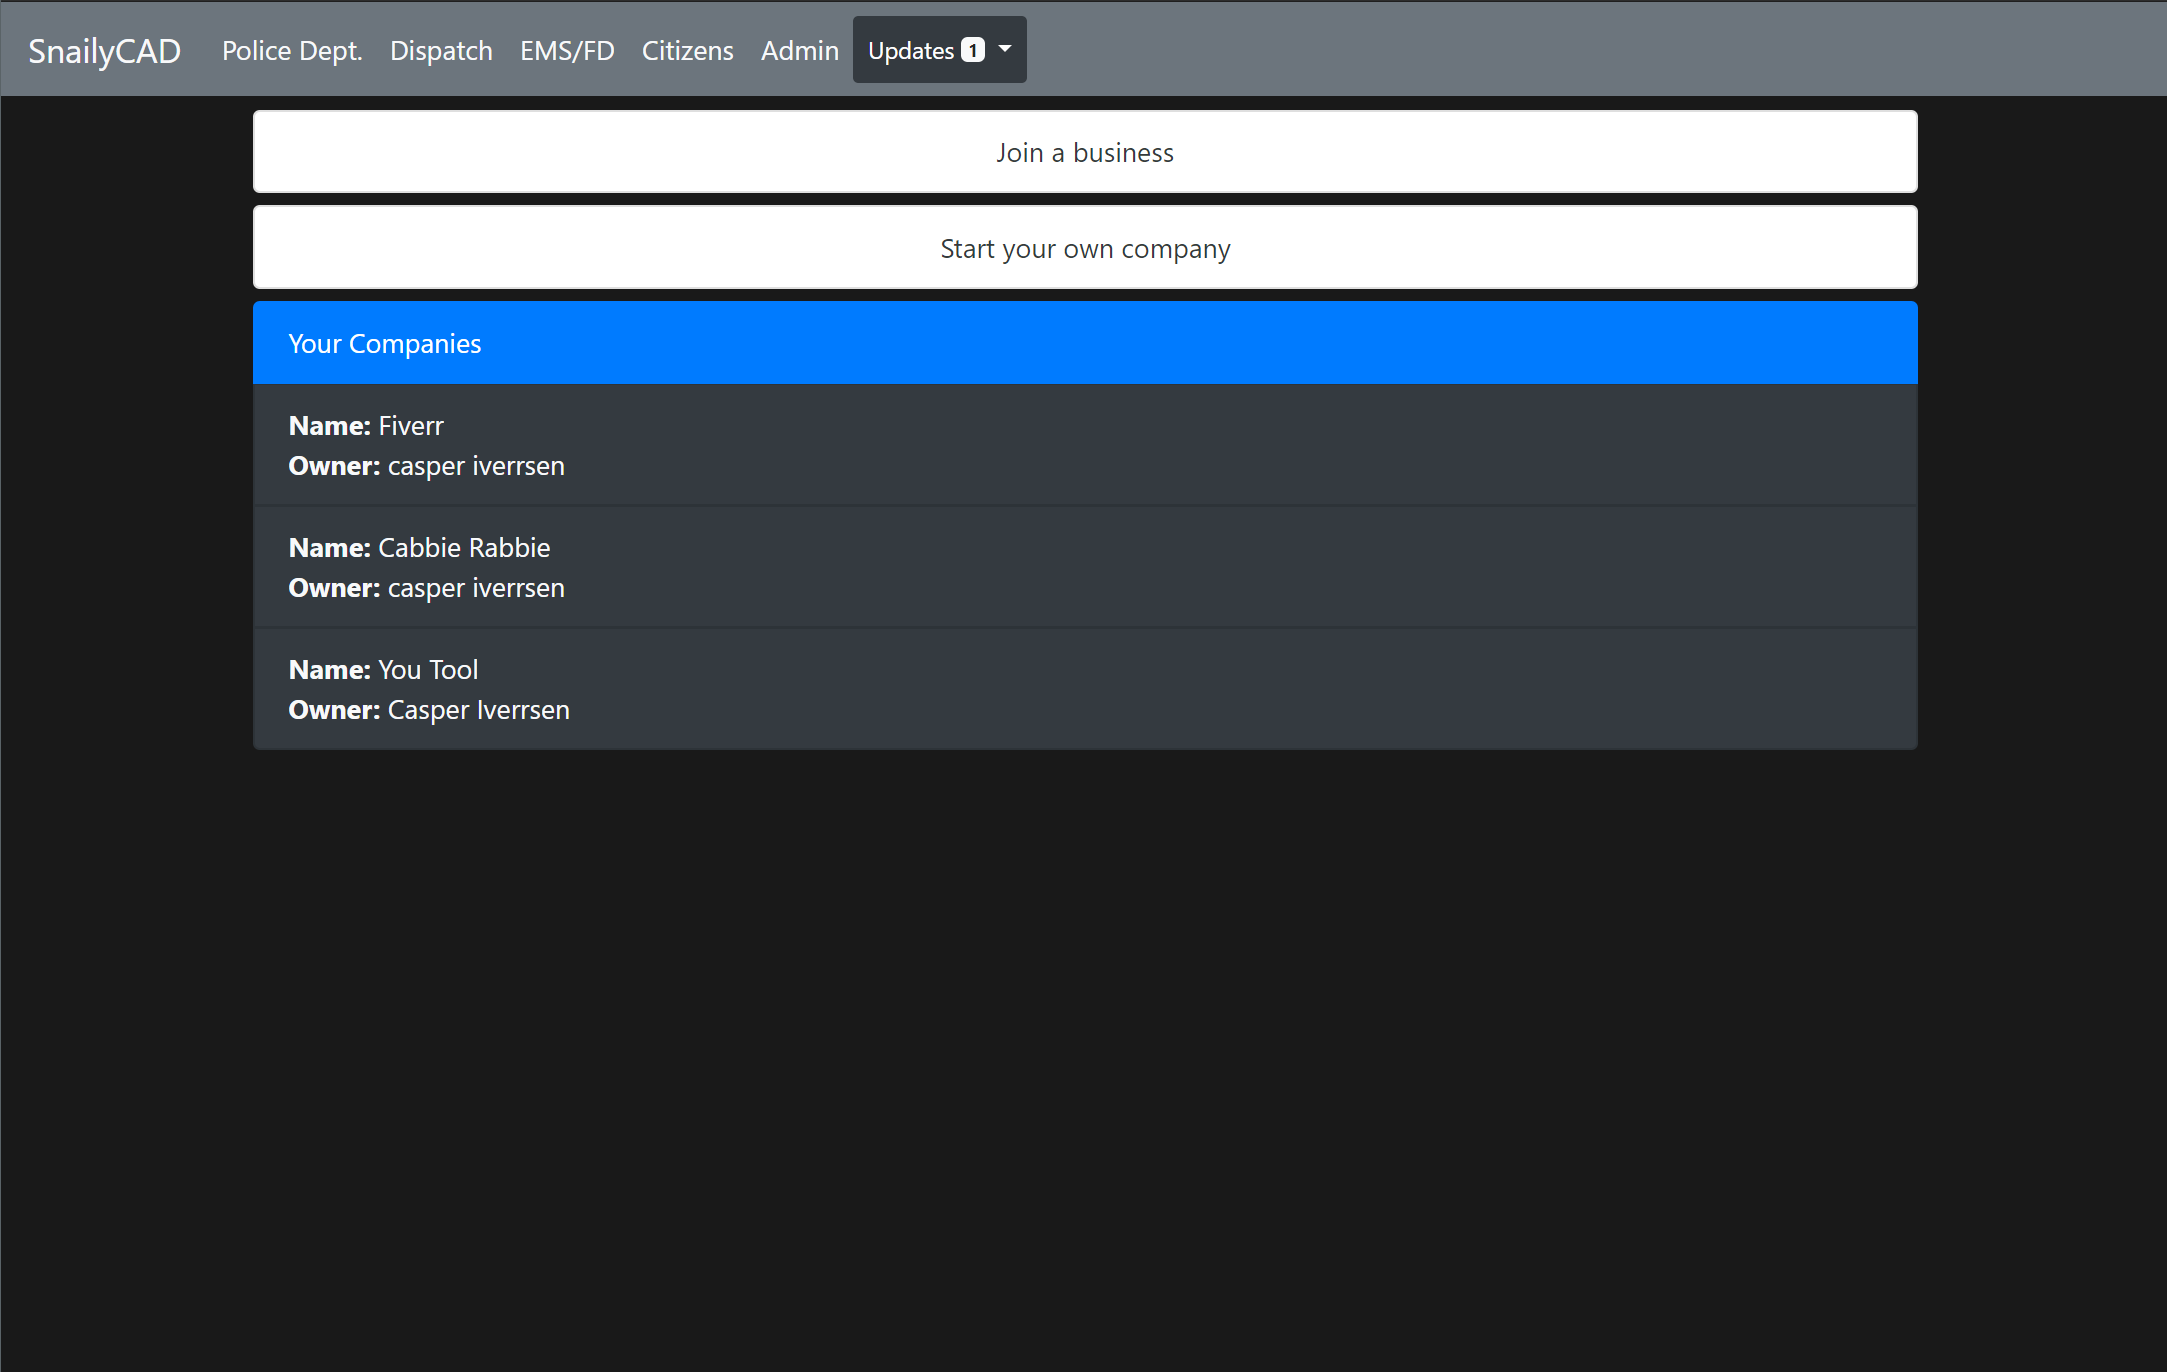 SnailyCAD Police Dept. Dispatch EMS/FD Citizens Admin Updates 1
Join a business
Start your own company
Your Companies
Name: Fiverr
Owner: casper iverrsen
Name: Cabbie Rabbie
Owner: casper iverrsen
Name: You Tool
Owner: Casper Iverrsen